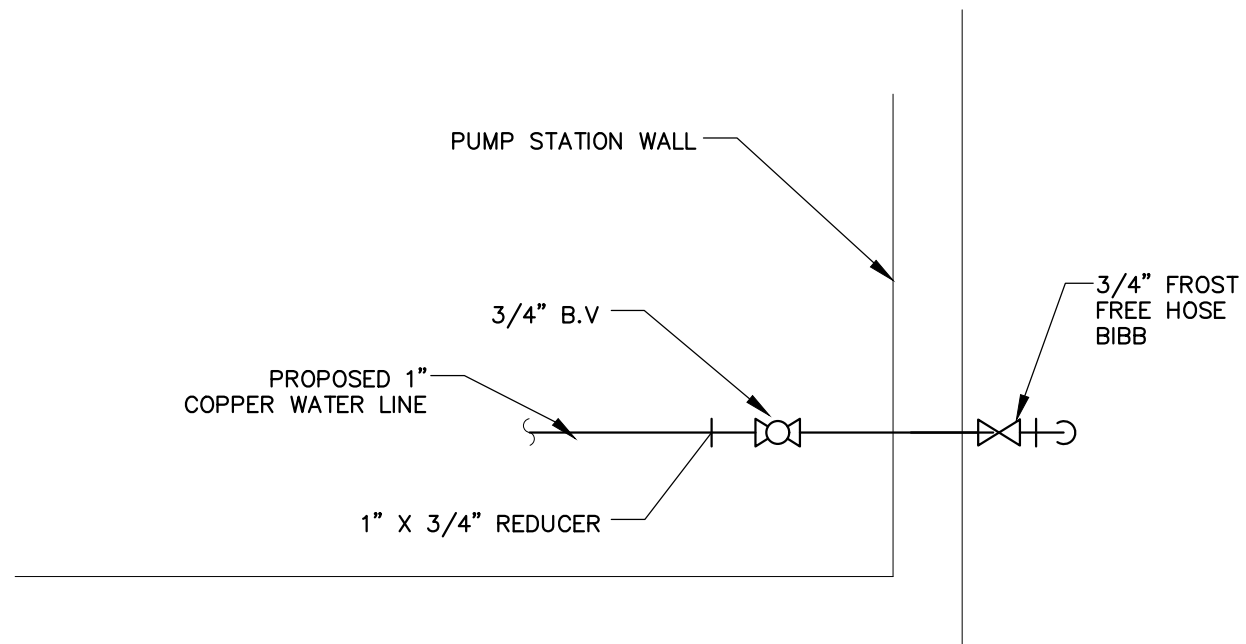 PUMP STATION WALL
3/4" FROST
FREE HOSE
BIBB
3/4" B.V
PROPOSED 1"
COPPER WATER LINE
1" X 3/4" REDUCER